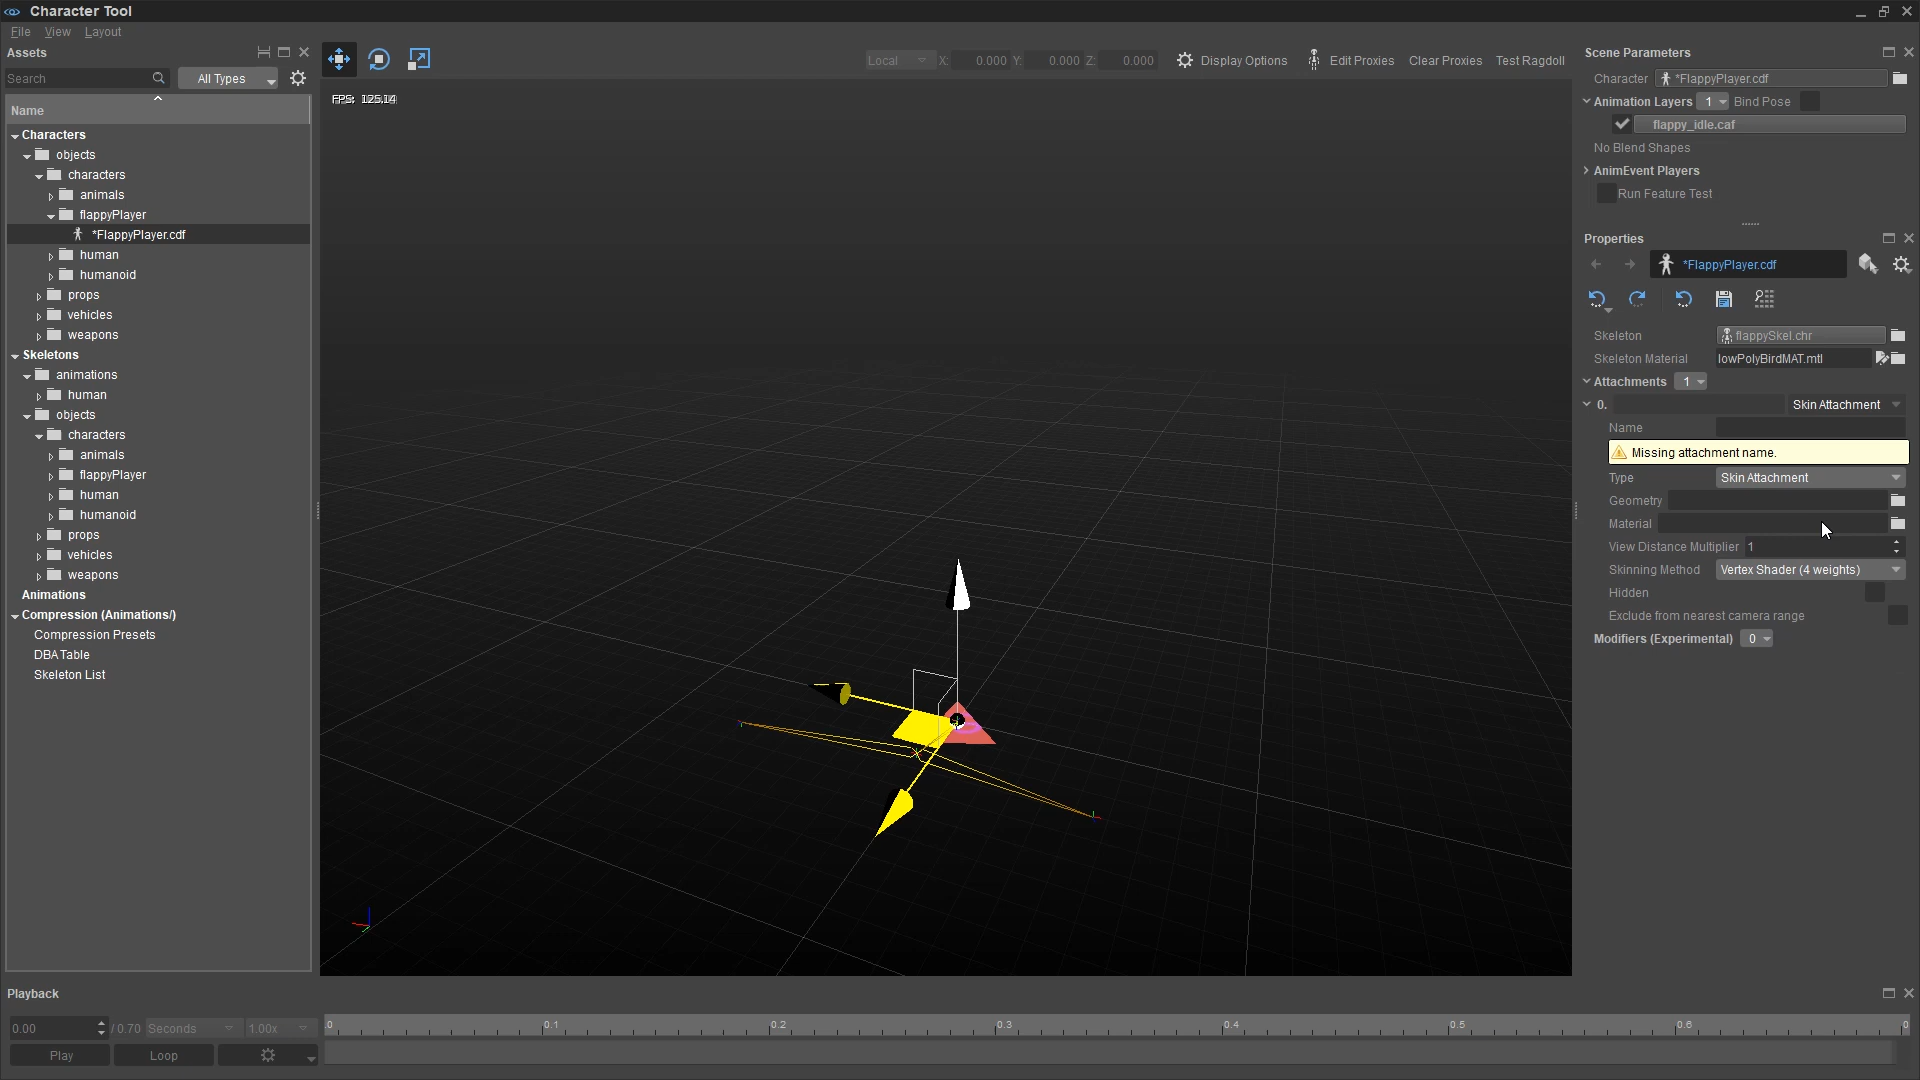 Character Tool
File View Layout
Assets
Search All Types
Name
Characters
objects
characters
animals
flappyPlayer
*FlappyPlayer.cdf
human
humanoid
props
vehicles
weapons
Skeletons
animations
human
objects
characters
animals
flappyPlayer
human
humanoid
props
vehicles
weapons
Animations
Compression (Animations/)
Compression Presets
DBA Table
Skeleton List
Local X: 0.000 Y: 0.000 Z: 0.000 Display Options Edit Proxies Clear Proxies Test Ragdoll
FPS: 125.14
Scene Parameters
Character *FlappyPlayer.cdf
Animation Layers 1 Bind Pose
flappy_idle.caf
No Blend Shapes
AnimEvent Players
Run Feature Test
Properties
*FlappyPlayer.cdf
Skeleton flappySkel.chr
Skeleton Material lowPolyBirdMAT.mtl
Attachments 1
0. Skin Attachment
Name
Missing attachment name.
Type Skin Attachment
Geometry
Material
View Distance Multiplier 1
Skinning Method Vertex Shader (4 weights)
Hidden
Exclude from nearest camera range
Modifiers (Experimental) 0
Playback
0.00 / 0.70 Seconds 1.00x .0 0.1 0.2 0.3 0.4 0.5 0.6 0
Play Loop